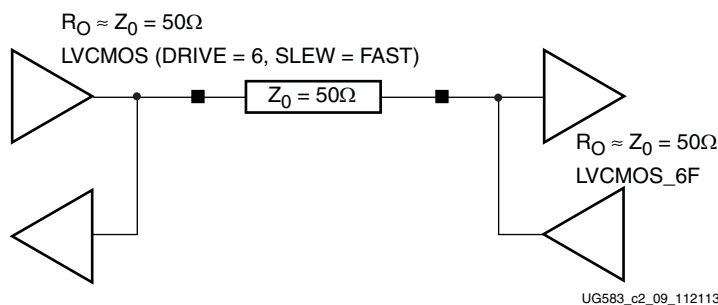 R_O ≈ Z_0 = 50Ω
LVCMOS (DRIVE = 6, SLEW = FAST)
Z_0 = 50Ω
R_O ≈ Z_0 = 50Ω
LVCMOS_6F
UG583_c2_09_112113